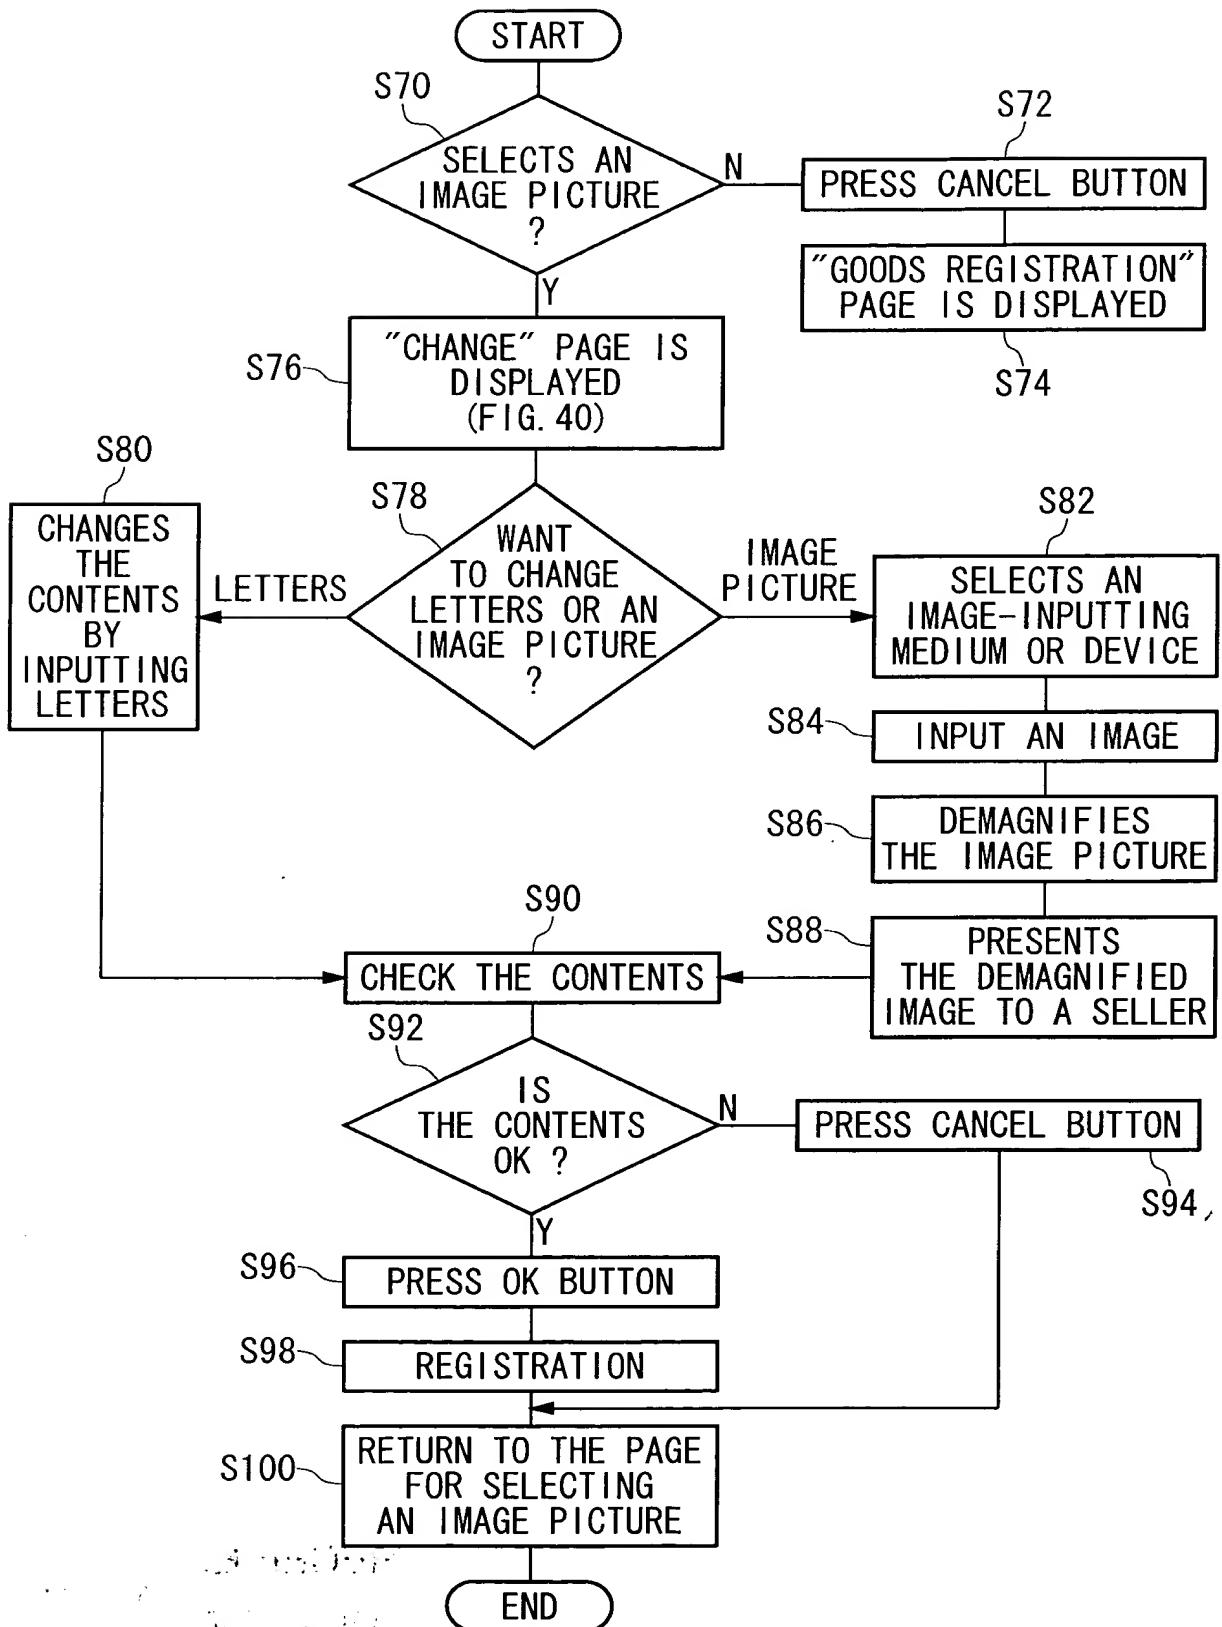 START
S70
SELECTS AN
IMAGE PICTURE
?
N
S72
PRESS CANCEL BUTTON
"GOODS REGISTRATION"
PAGE IS DISPLAYED
S74
Y
S76
"CHANGE" PAGE IS
DISPLAYED
(FIG. 40)
S78
WANT
TO CHANGE
LETTERS OR AN
IMAGE PICTURE
?
LETTERS
S80
CHANGES
THE
CONTENTS
BY
INPUTTING
LETTERS
IMAGE
PICTURE
S82
SELECTS AN
IMAGE-INPUTTING
MEDIUM OR DEVICE
S84
INPUT AN IMAGE
S86
DEMAGNIFIES
THE IMAGE PICTURE
S88
PRESENTS
THE DEMAGNIFIED
IMAGE TO A SELLER
S90
CHECK THE CONTENTS
S92
IS
THE CONTENTS
OK ?
N
PRESS CANCEL BUTTON
S94
Y
S96
PRESS OK BUTTON
S98
REGISTRATION
S100
RETURN TO THE PAGE
FOR SELECTING
AN IMAGE PICTURE
END